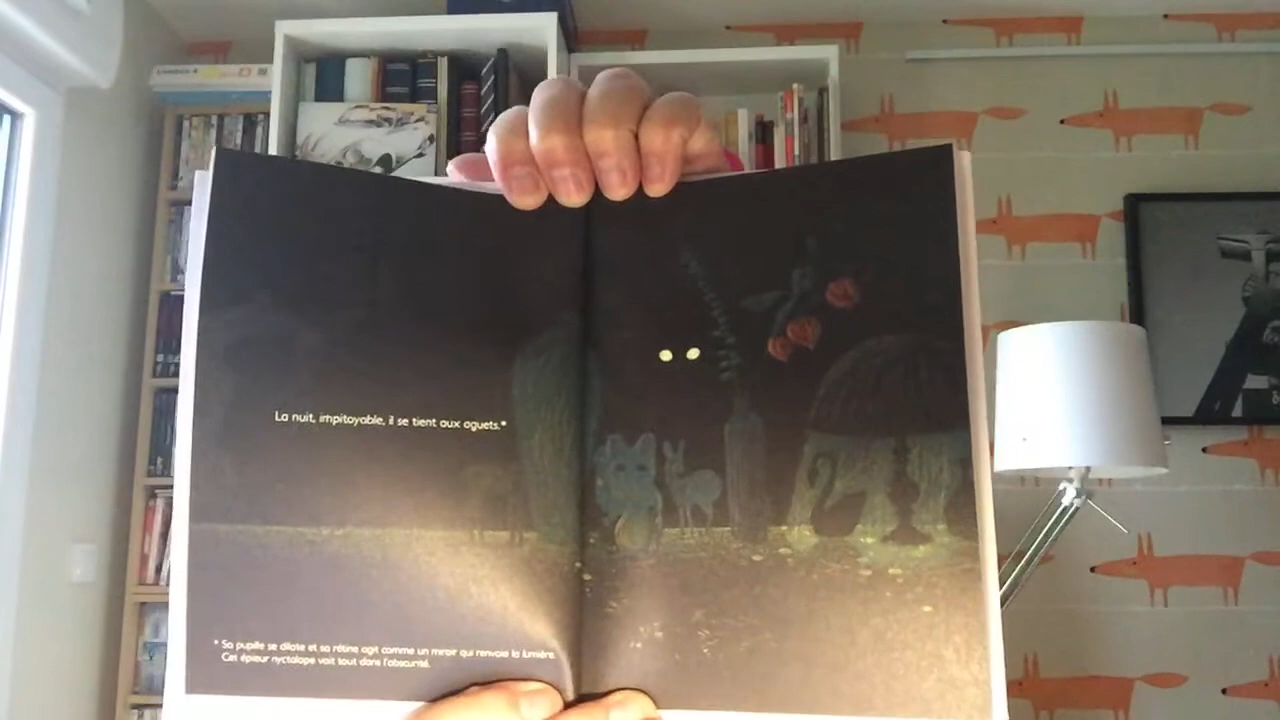 La nuit, impitoyable, il se tient aux aguets.*
* Sa pupille se dilate et sa rétine agit comme un miroir qui renvoie la lumière.
Cet épieur nyctalope voit tout dans l'obscurité.